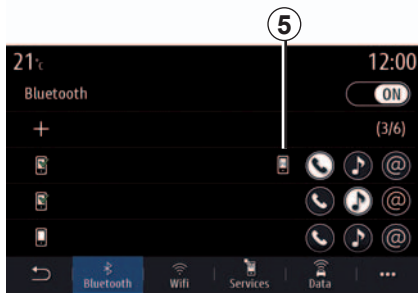 5
21°c 12:00
Bluetooth ON
+ (3/6)
@
@
@
Bluetooth Wifi Services Data ...